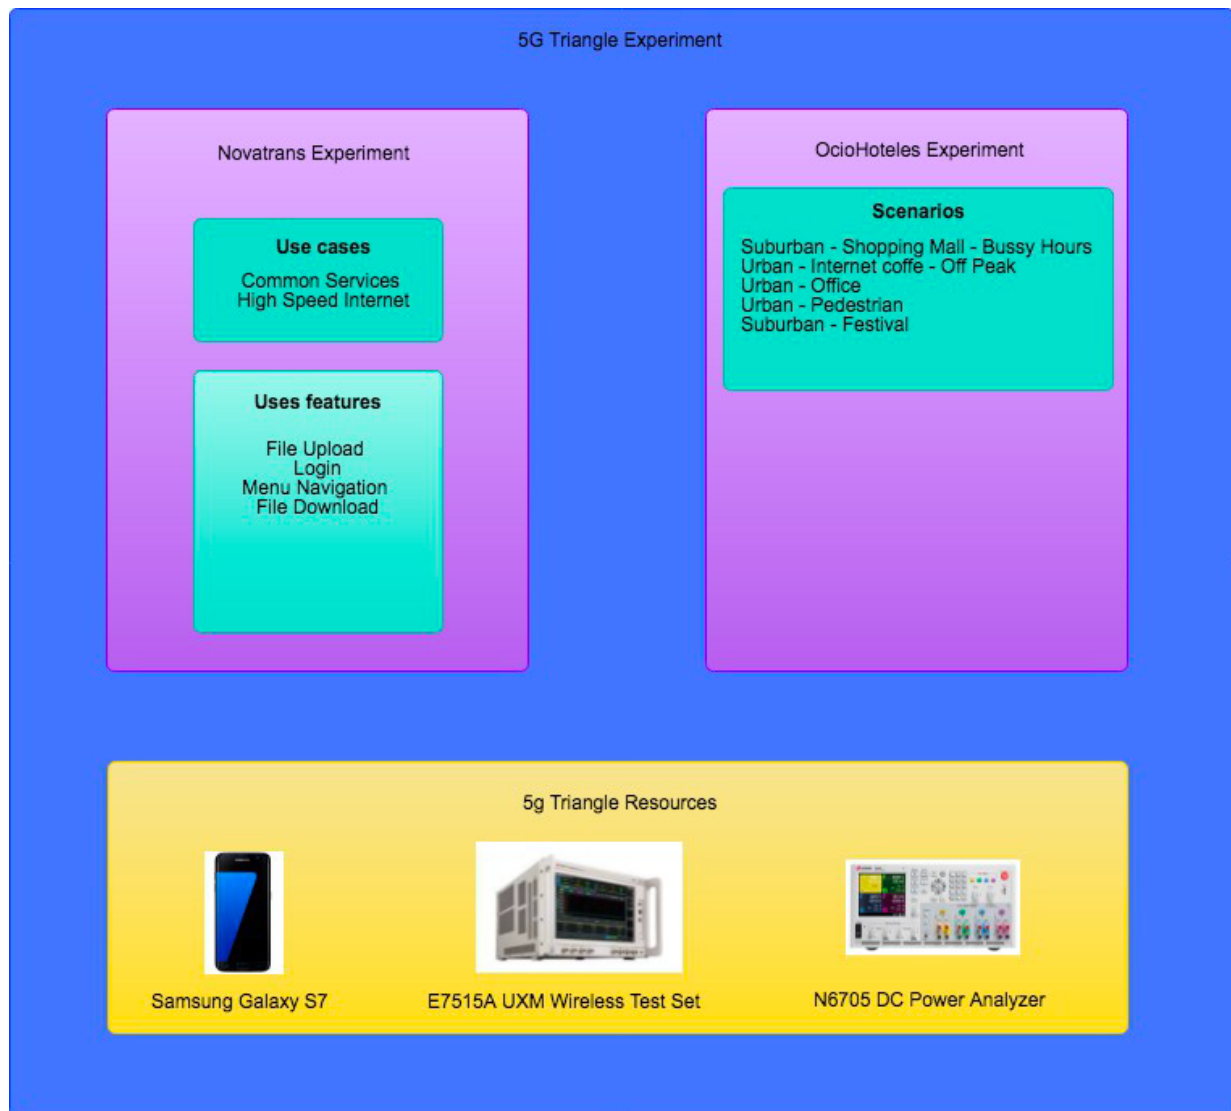 5G Triangle Experiment
Novatrans Experiment
Use cases
Common Services
High Speed Internet
Uses features
File Upload
Login
Menu Navigation
File Download
OcioHoteles Experiment
Scenarios
Suburban - Shopping Mall - Bussy Hours
Urban - Internet coffe - Off Peak
Urban - Office
Urban - Pedestrian
Suburban - Festival
5g Triangle Resources
Samsung Galaxy S7
E7515A UXM Wireless Test Set
N6705 DC Power Analyzer